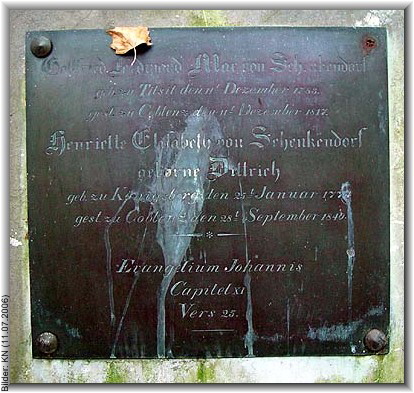 Gottfried Ferdinand Max von Schenkendorf
geb. zu Tilsit den 11t. Dezember 1783.
gest. zu Coblenz den 11t. Dezember 1817.
Henriette Elisabeth von Schenkendorf
geborne Dittrich
geb. zu Königsberg den 25t. Januar
gest. zu Coblenz den 28t. September 1840.
Evangelium Johannis
Capitel xi
Vers 25.
Bilder: KN (11.07.2006)